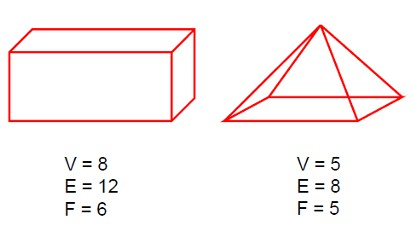 V = 8
E = 12
F = 6
V = 5
E = 8
F = 5